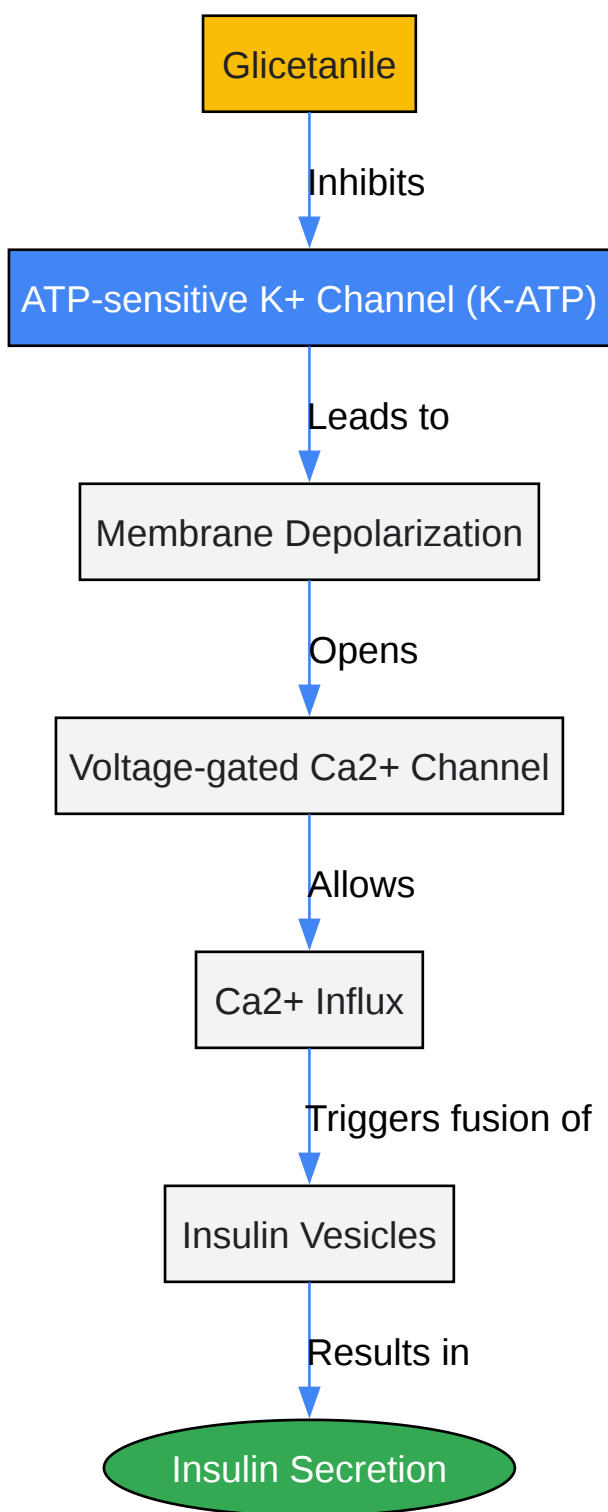 Glicetanile
Inhibits
ATP-sensitive K+ Channel (K-ATP)
Leads to
Membrane Depolarization
Opens
Voltage-gated Ca2+ Channel
Allows
Ca2+ Influx
Triggers fusion of
Insulin Vesicles
Results in
Insulin Secretion